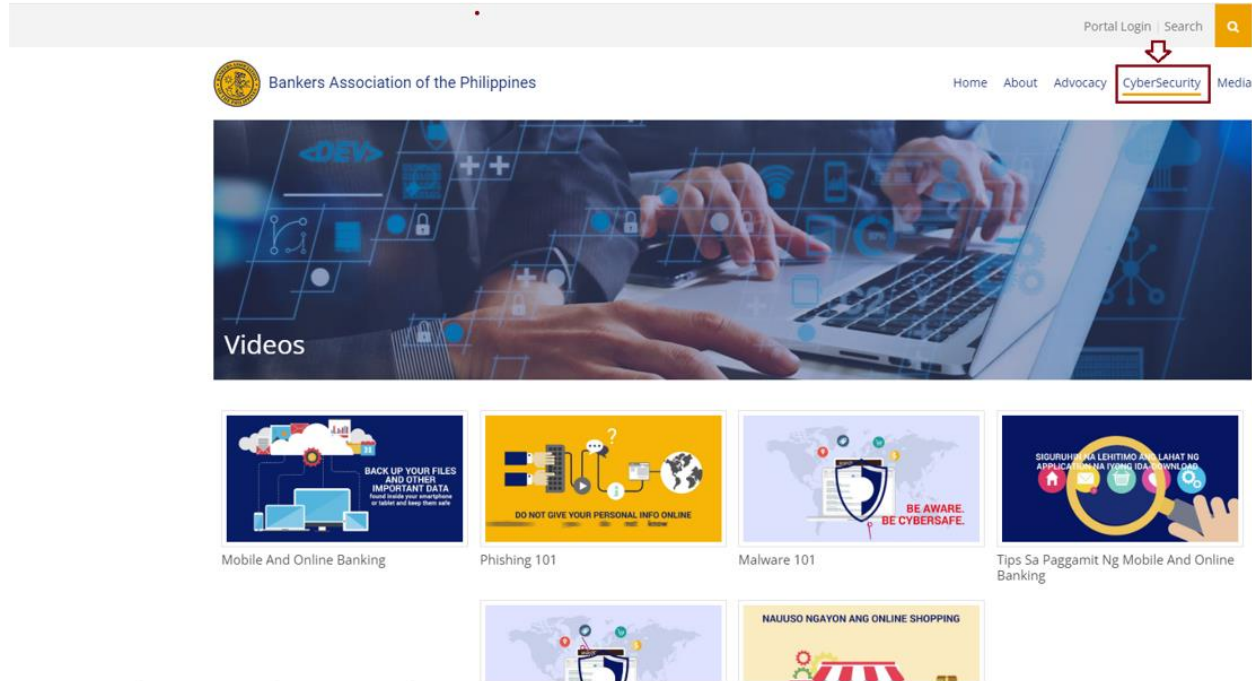 Portal Login | Search
Bankers Association of the Philippines
Home About Advocacy CyberSecurity Media
<DEV>
Videos
BACK UP YOUR FILES
AND OTHER
IMPORTANT DATA
found inside your smartphone
or tablet and keep them safe
Mobile And Online Banking
?
DO NOT GIVE YOUR PERSONAL INFO ONLINE
know
Phishing 101
BE AWARE.
BE CYBERSAFE.
Malware 101
SIGURUHIN NA LEHITIMO ANG LAHAT NG
APPLICATION NA IYONG IDA-DOWNLOAD
Tips Sa Paggamit Ng Mobile And Online
Banking
NAUUSO NGAYON ANG ONLINE SHOPPING